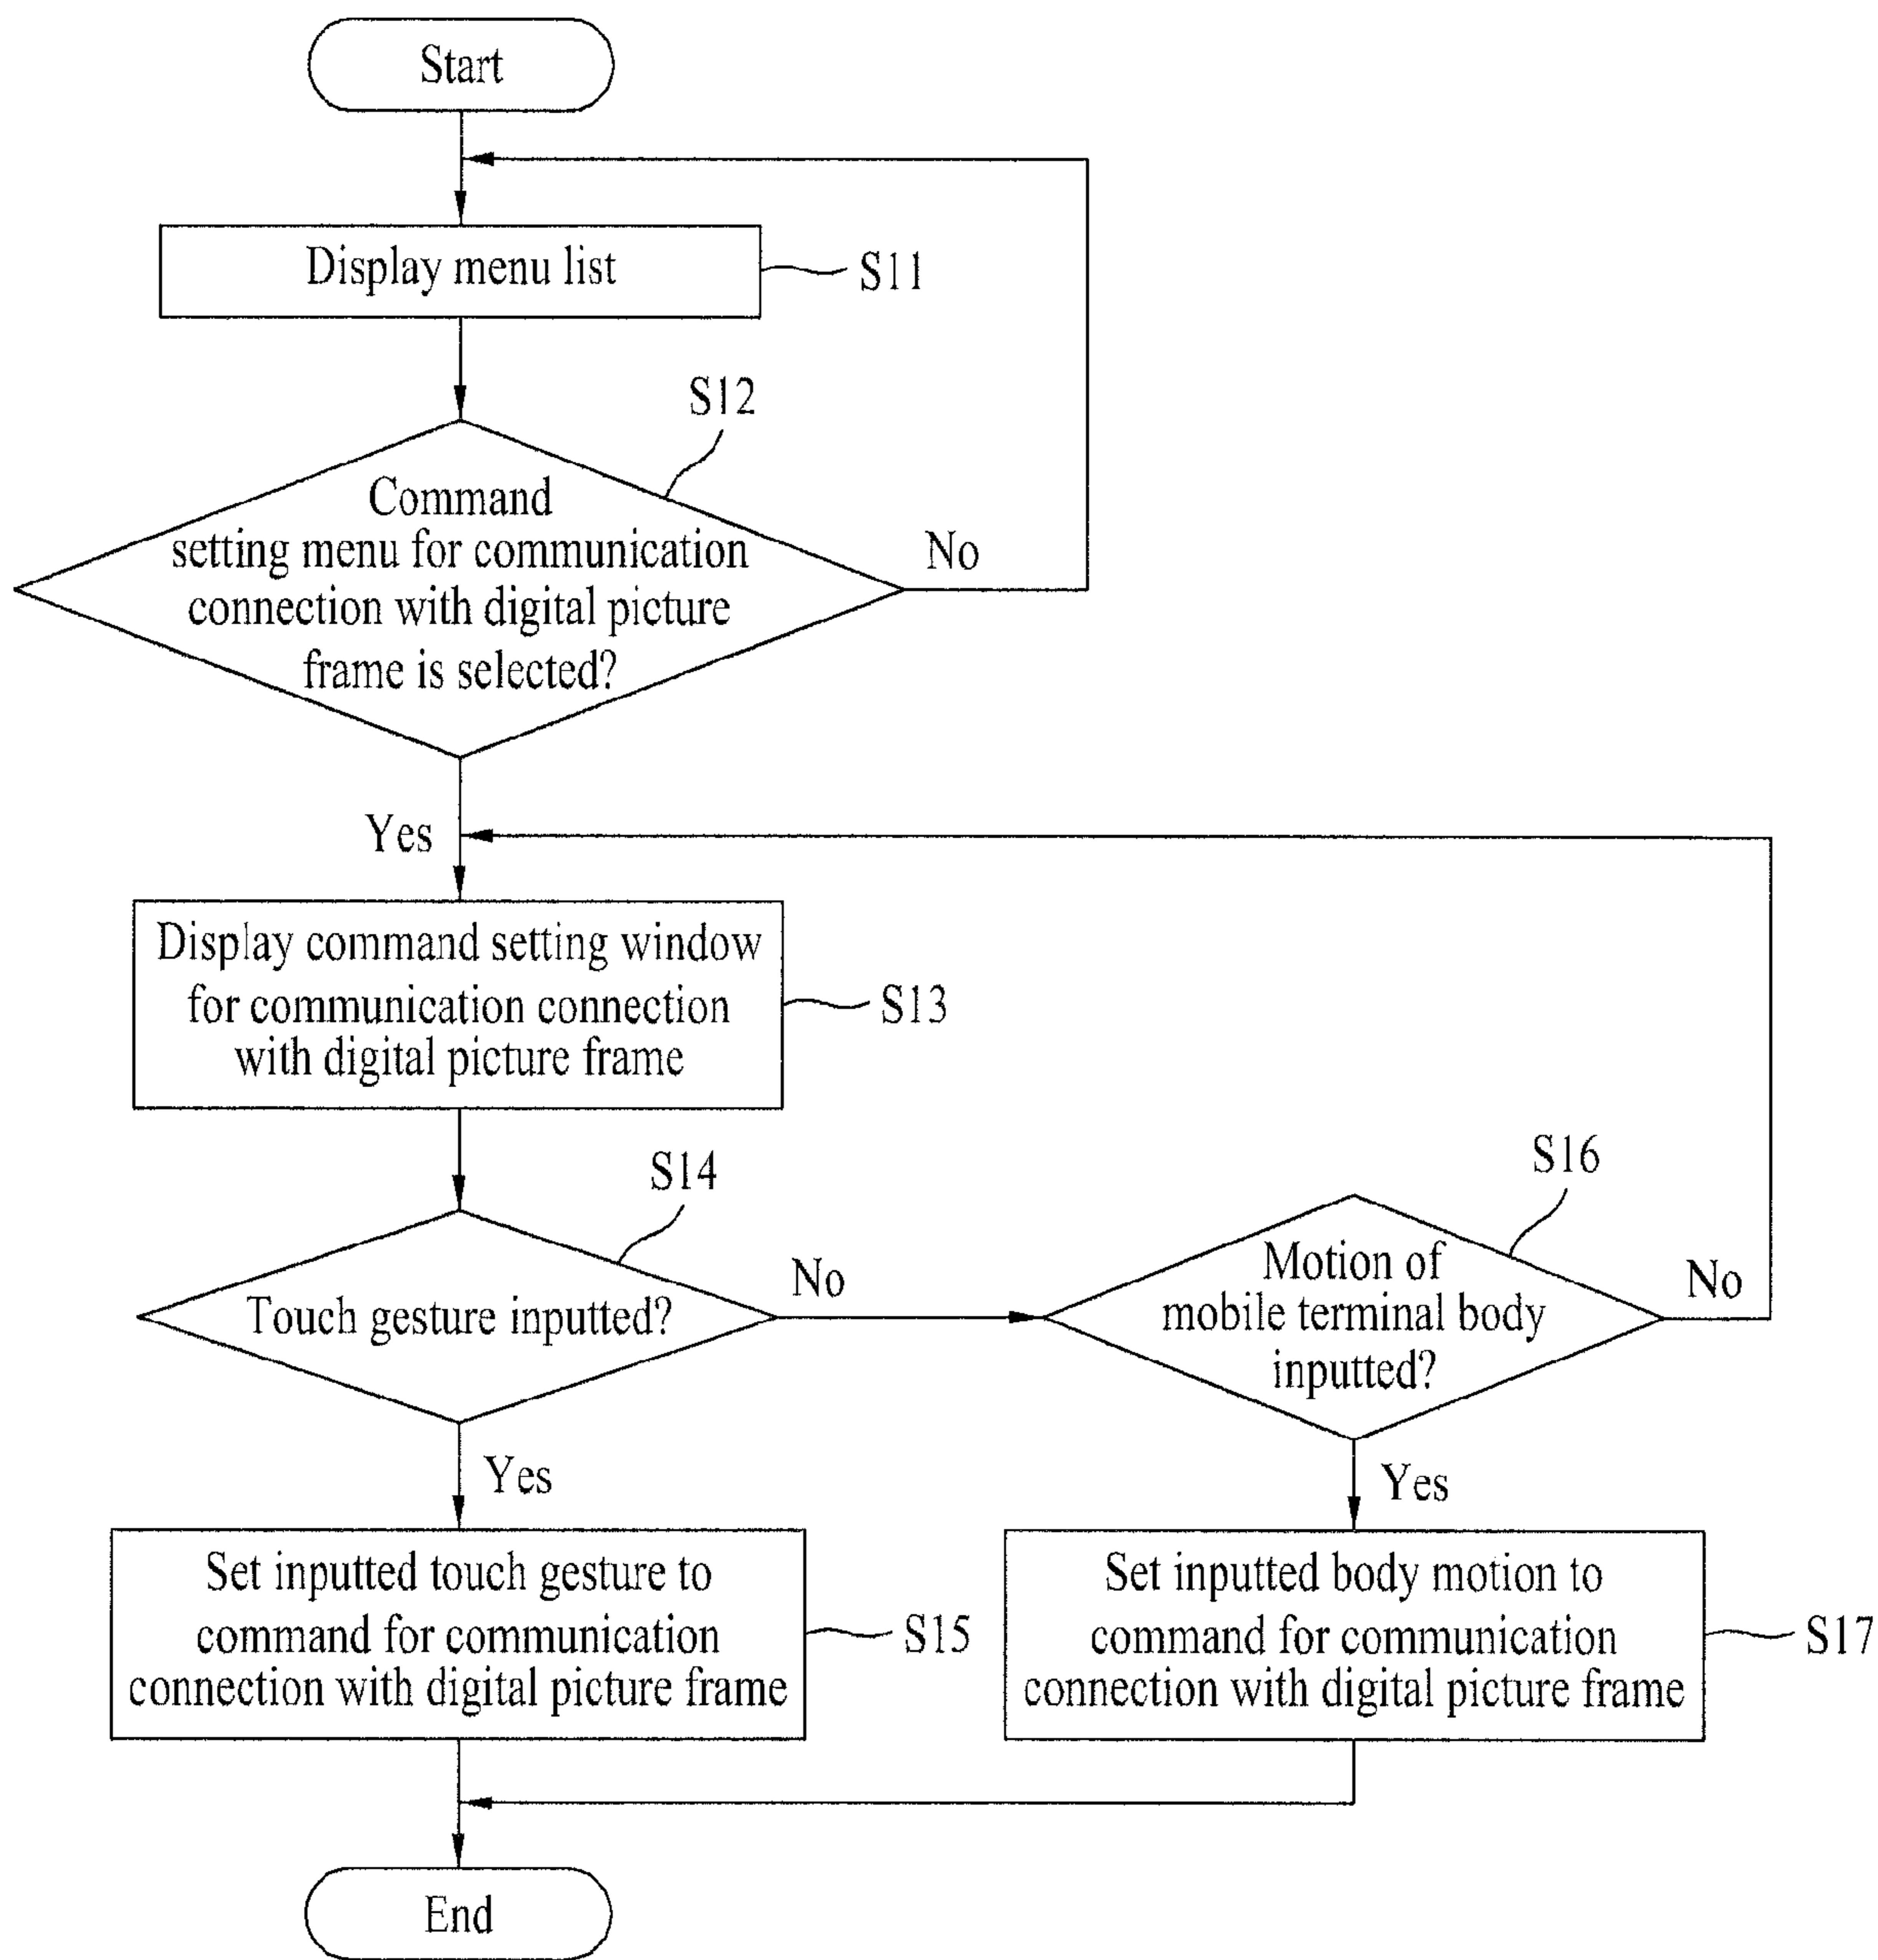 Start
Display menu list
S11
S12
Command
setting menu for communication
connection with digital picture
frame is selected?
No
Yes
Display command setting window
for communication connection
with digital picture frame
S13
S14
Touch gesture inputted?
No
S16
Motion of
mobile terminal body
inputted?
No
Yes
Yes
Set inputted touch gesture to
command for communication
connection with digital picture frame
S15
Set inputted body motion to
command for communication
connection with digital picture frame
S17
End